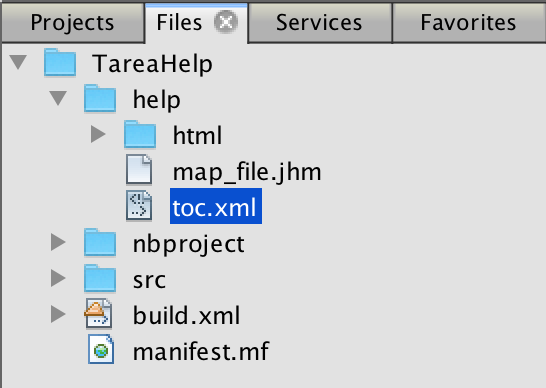 Projects Files Services Favorites
TareaHelp
help
html
map_file.jhm
toc.xml
nbproject
src
build.xml
manifest.mf